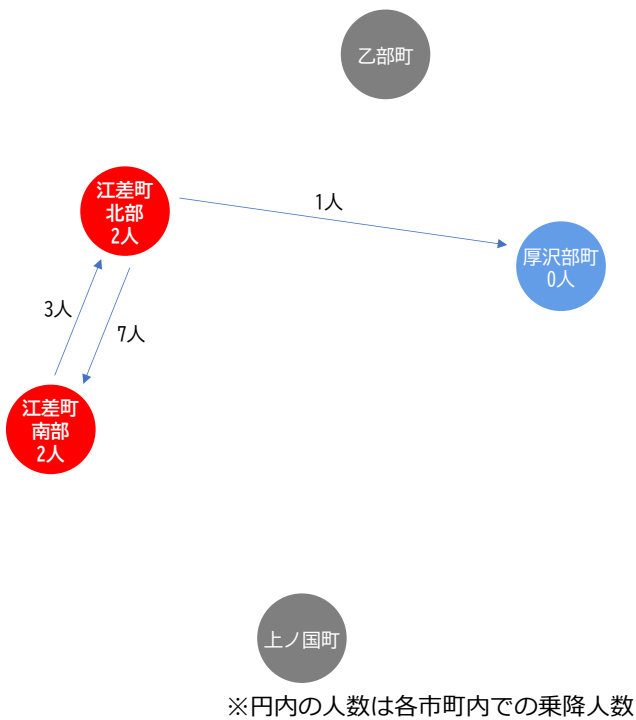 乙部町
江差町
北部
2人
1人
厚沢部町
0人
3人
7人
江差町
南部
2人
上ノ国町
※円内の人数は各市町内での乗降人数